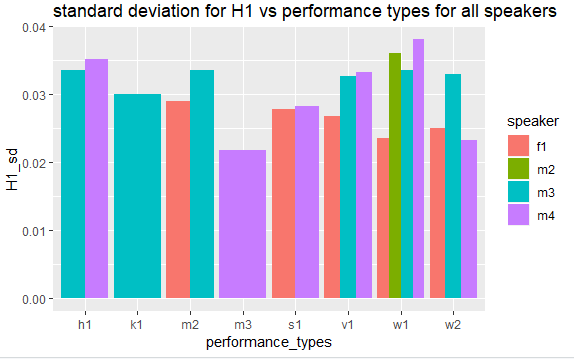 standard deviation for H1 vs performance types for all speakers
0.04
0.03
0.02
0.01
0.00
H1_sd
h1 k1 m2 m3 s1 v1 w1 w2
performance_types
speaker
f1
m2
m3
m4